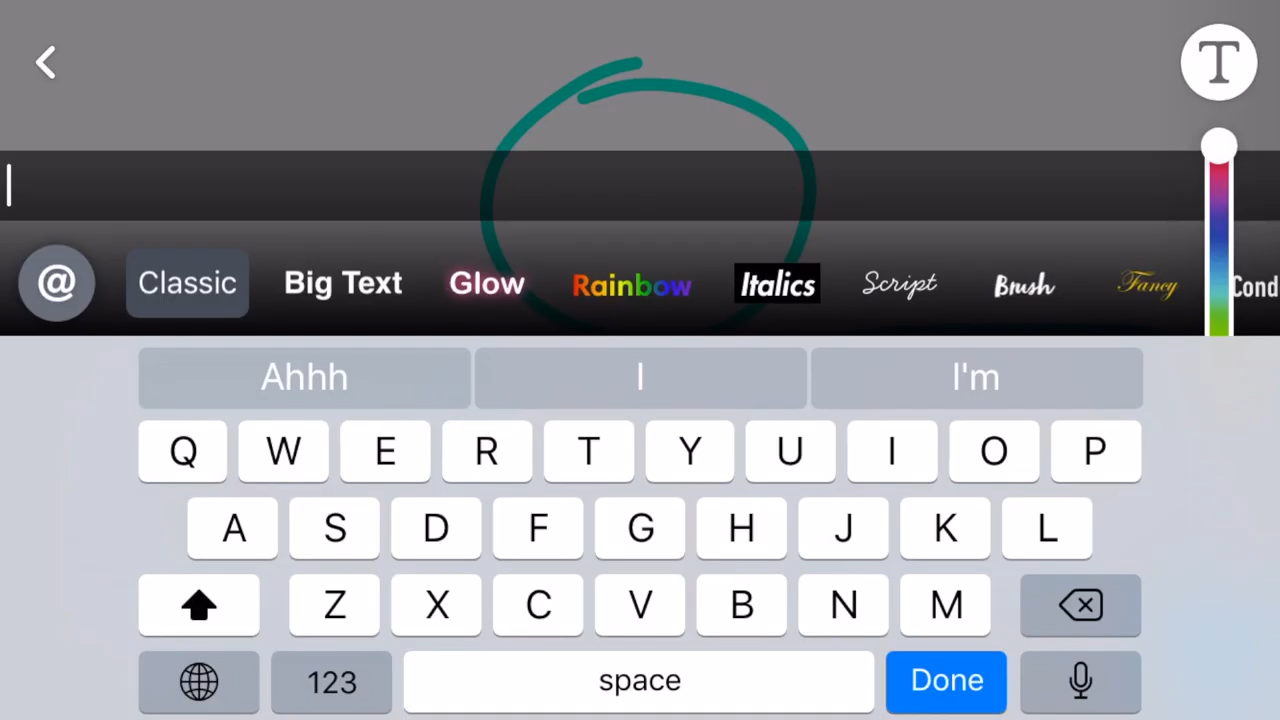 T
@ Classic Big Text Glow Rainbow Italics Script Brush Fancy Cond
Ahhh I I'm
Q W E R T Y U I O P
A S D F G H J K L
Z X C V B N M
123 space Done